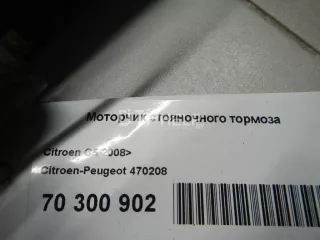 Моторчик стояночного тормоза
Citroen C5 2008>
Citroen-Peugeot 470208
70 300 902